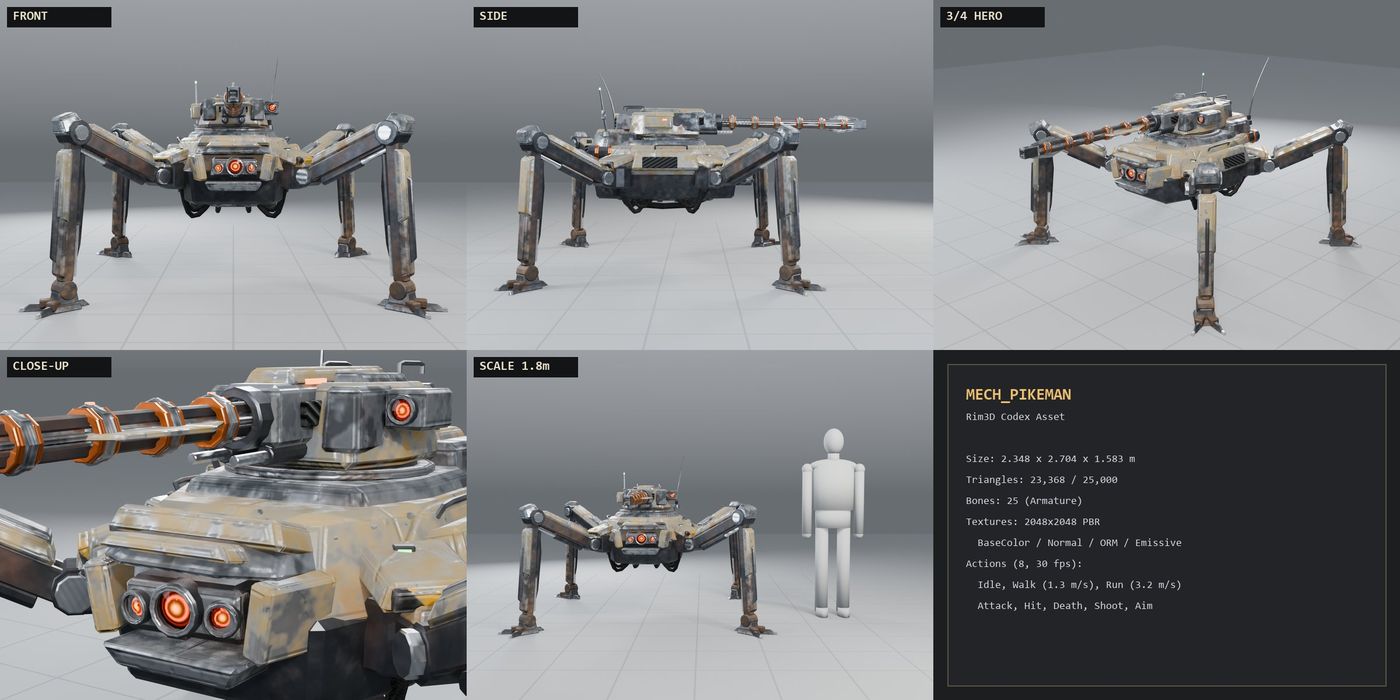 FRONT
SIDE
3/4 HERO
CLOSE-UP
SCALE 1.8m
MECH_PIKEMAN
Rim3D Codex Asset
Size: 2.348 x 2.704 x 1.583 m
Triangles: 23,368 / 25,000
Bones: 25 (Armature)
Textures: 2048x2048 PBR
BaseColor / Normal / ORM / Emissive
Actions (8, 30 fps):
Idle, Walk (1.3 m/s), Run (3.2 m/s)
Attack, Hit, Death, Shoot, Aim